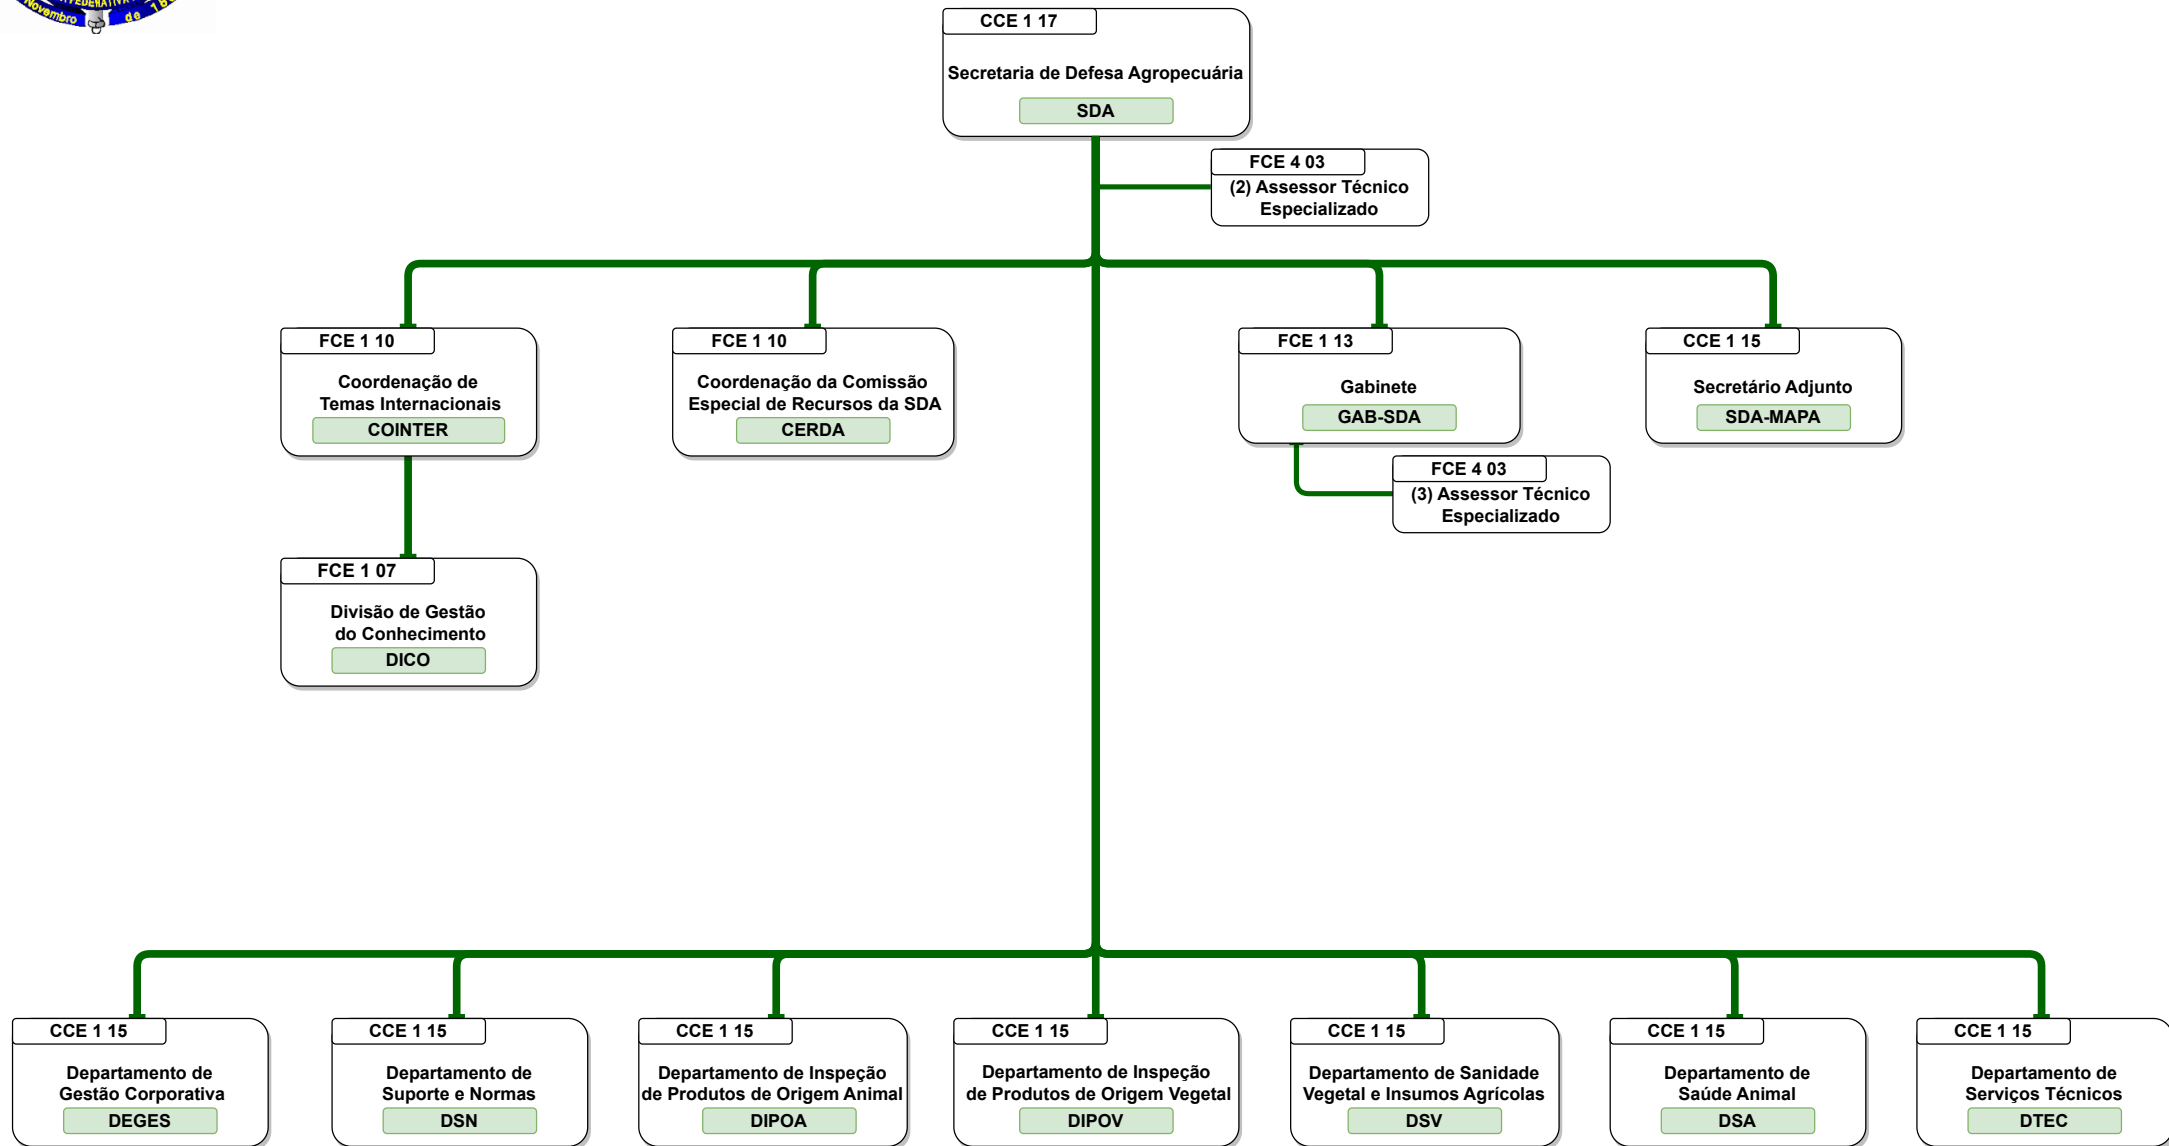 Novembro de 18
CCE 1 17
Secretaria de Defesa Agropecuária
SDA
FCE 4 03
(2) Assessor Técnico
Especializado
FCE 1 10
Coordenação de
Temas Internacionais
COINTER
FCE 1 10
Coordenação da Comissão
Especial de Recursos da SDA
CERDA
FCE 1 13
Gabinete
GAB-SDA
CCE 1 15
Secretário Adjunto
SDA-MAPA
FCE 4 03
(3) Assessor Técnico
Especializado
FCE 1 07
Divisão de Gestão
do Conhecimento
DICO
CCE 1 15
Departamento de
Gestão Corporativa
DEGES
CCE 1 15
Departamento de
Suporte e Normas
DSN
CCE 1 15
Departamento de Inspeção
de Produtos de Origem Animal
DIPOA
CCE 1 15
Departamento de Inspeção
de Produtos de Origem Vegetal
DIPOV
CCE 1 15
Departamento de Sanidade
Vegetal e Insumos Agrícolas
DSV
CCE 1 15
Departamento de
Saúde Animal
DSA
CCE 1 15
Departamento de
Serviços Técnicos
DTEC